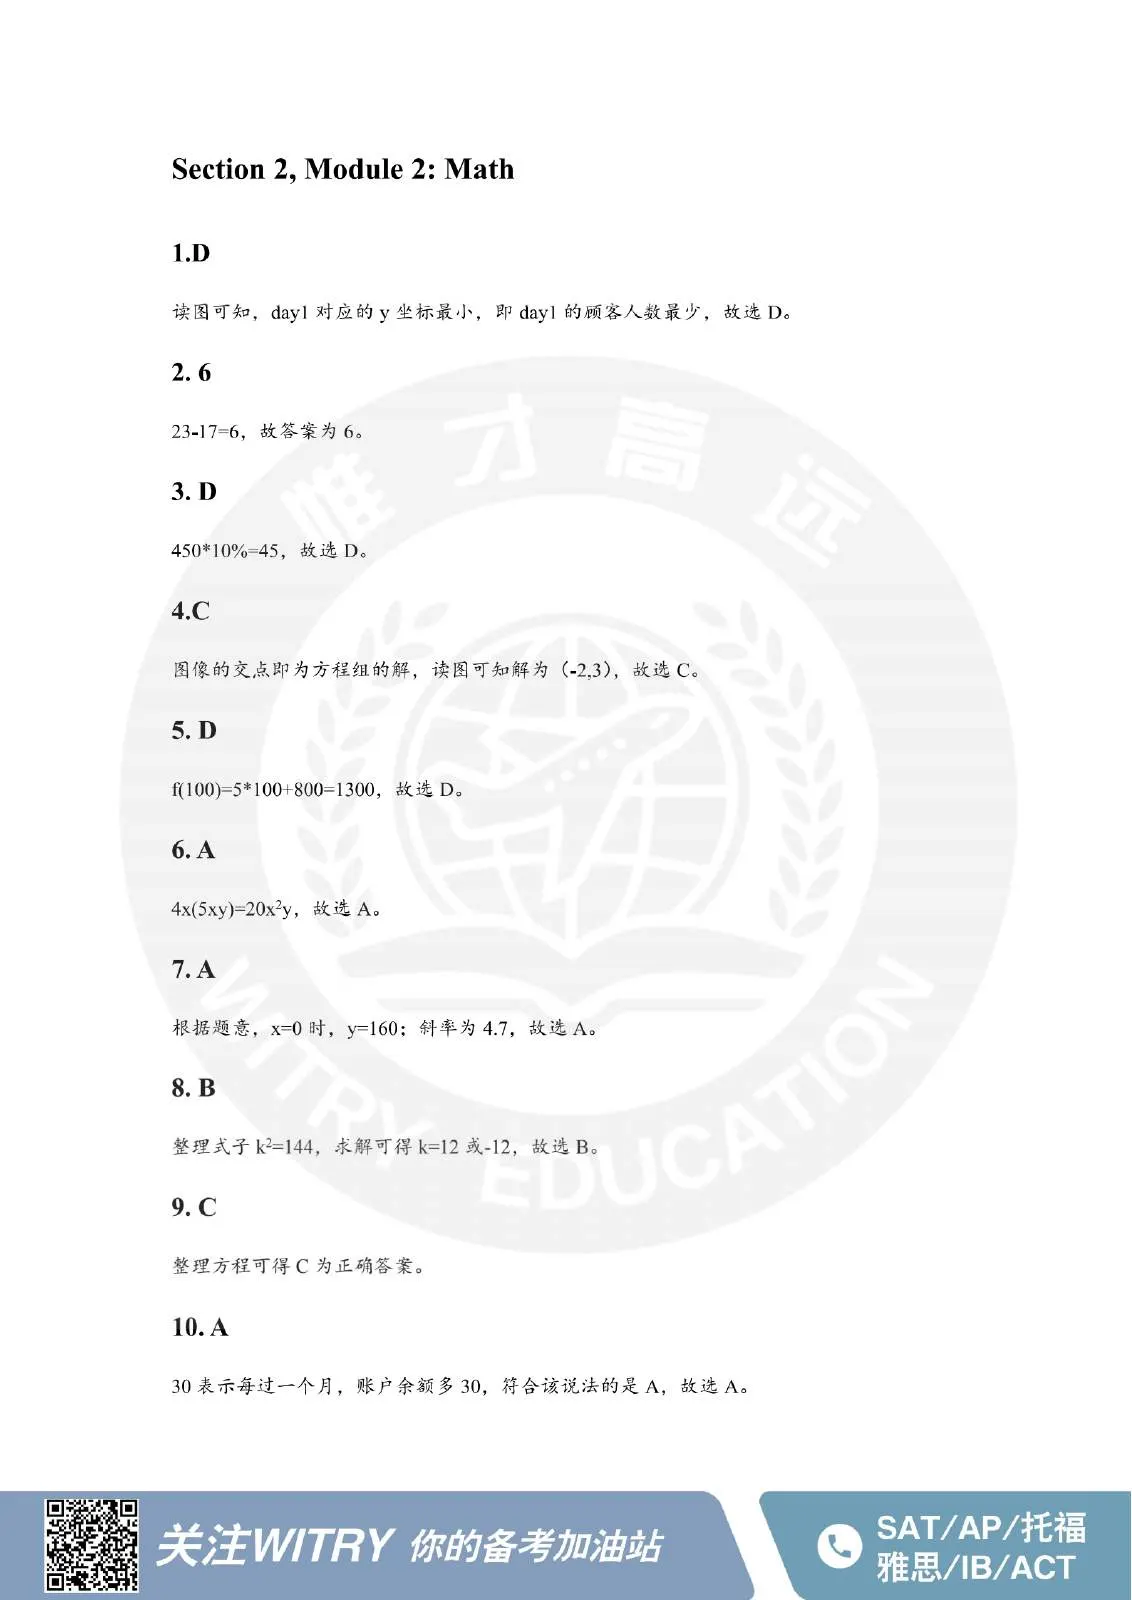 Section 2, Module 2: Math
1.D
读图可知，day1 对应的 y 坐标最小，即 day1 的顾客人数最少，故选 D。
2. 6
23-17=6，故答案为 6。
3. D
450*10%=45，故选 D。
4.C
图像的交点即为方程组的解，读图可知解为（-2,3），故选 C。
5. D
f(100)=5*100+800=1300，故选 D。
6. A
4x(5xy)=20x²y，故选 A。
7. A
根据题意，x=0 时，y=160；斜率为 4.7，故选 A。
8. B
整理式子 k²=144，求解可得 k=12 或-12，故选 B。
9. C
整理方程可得 C 为正确答案。
10. A
30 表示每过一个月，账户余额多 30，符合该说法的是 A，故选 A。
惟才高远
WITRY EDUCATION
关注WITRY 你的备考加油站
SAT/AP/托福
雅思/IB/ACT